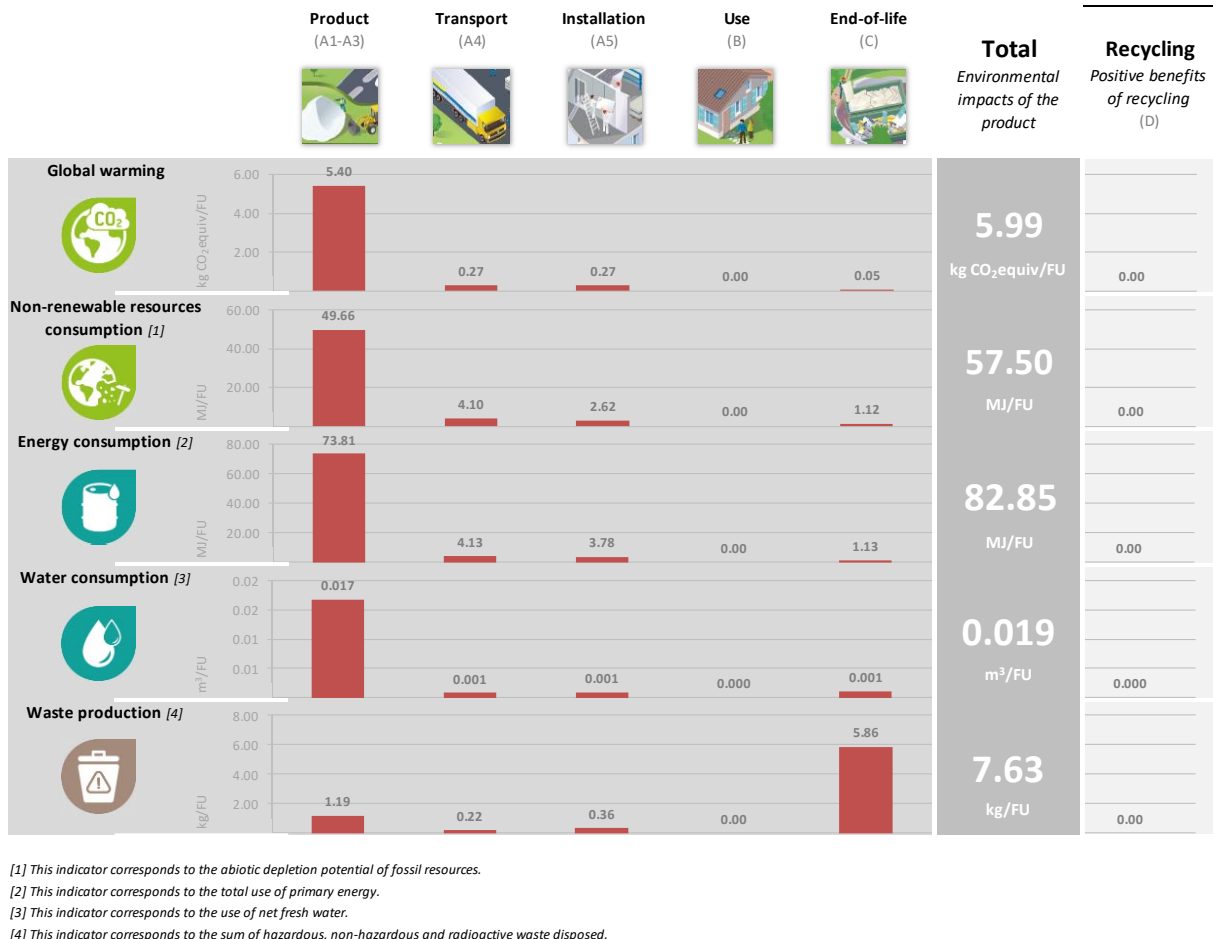 Product
(A1-A3)
Transport
(A4)
Installation
(A5)
Use
(B)
End-of-life
(C)
Total
Environmental
impacts of the
product
Recycling
Positive benefits
of recycling
(D)
Global warming
CO2
kg CO2equiv/FU
6.00
4.00
2.00
5.40
0.27
0.27
0.00
0.05
5.99
kg CO2equiv/FU
0.00
Non-renewable resources
consumption [1]
MJ/FU
60.00
40.00
20.00
49.66
4.10
2.62
0.00
1.12
57.50
MJ/FU
0.00
Energy consumption [2]
MJ/FU
80.00
60.00
40.00
20.00
73.81
4.13
3.78
0.00
1.13
82.85
MJ/FU
0.00
Water consumption [3]
m³/FU
0.02
0.02
0.01
0.01
0.017
0.001
0.001
0.000
0.001
0.019
m³/FU
0.000
Waste production [4]
kg/FU
8.00
6.00
4.00
2.00
1.19
0.22
0.36
0.00
5.86
7.63
kg/FU
0.00
[1] This indicator corresponds to the abiotic depletion potential of fossil resources.
[2] This indicator corresponds to the total use of primary energy.
[3] This indicator corresponds to the use of net fresh water.
[4] This indicator corresponds to the sum of hazardous, non-hazardous and radioactive waste disposed.